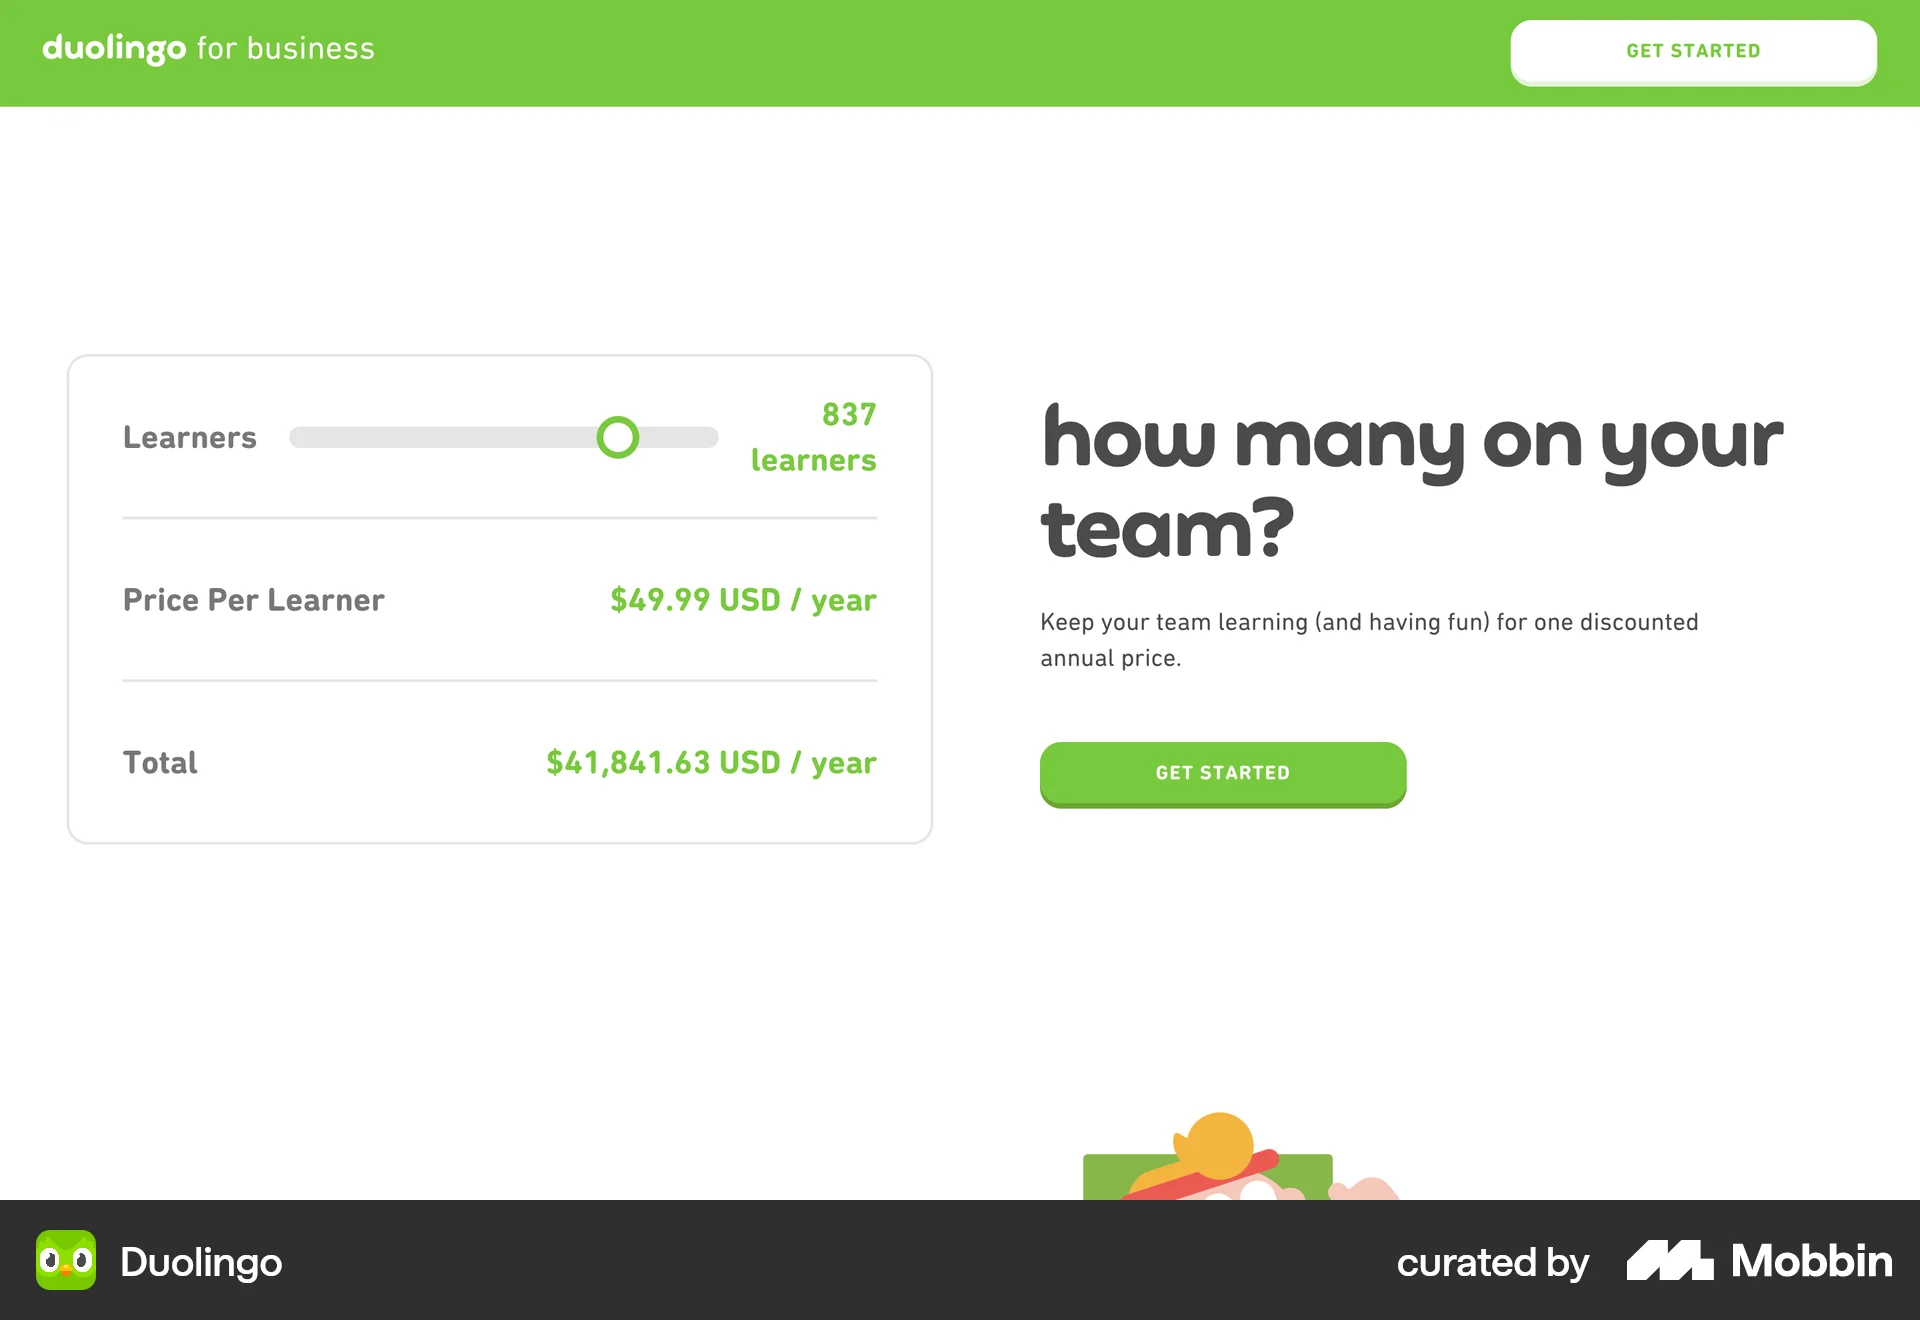 duolingo for business
GET STARTED
Learners
837
learners
Price Per Learner
$49.99 USD / year
Total
$41,841.63 USD / year
how many on your
team?
Keep your team learning (and having fun) for one discounted
annual price.
GET STARTED
Duolingo
curated by Mobbin